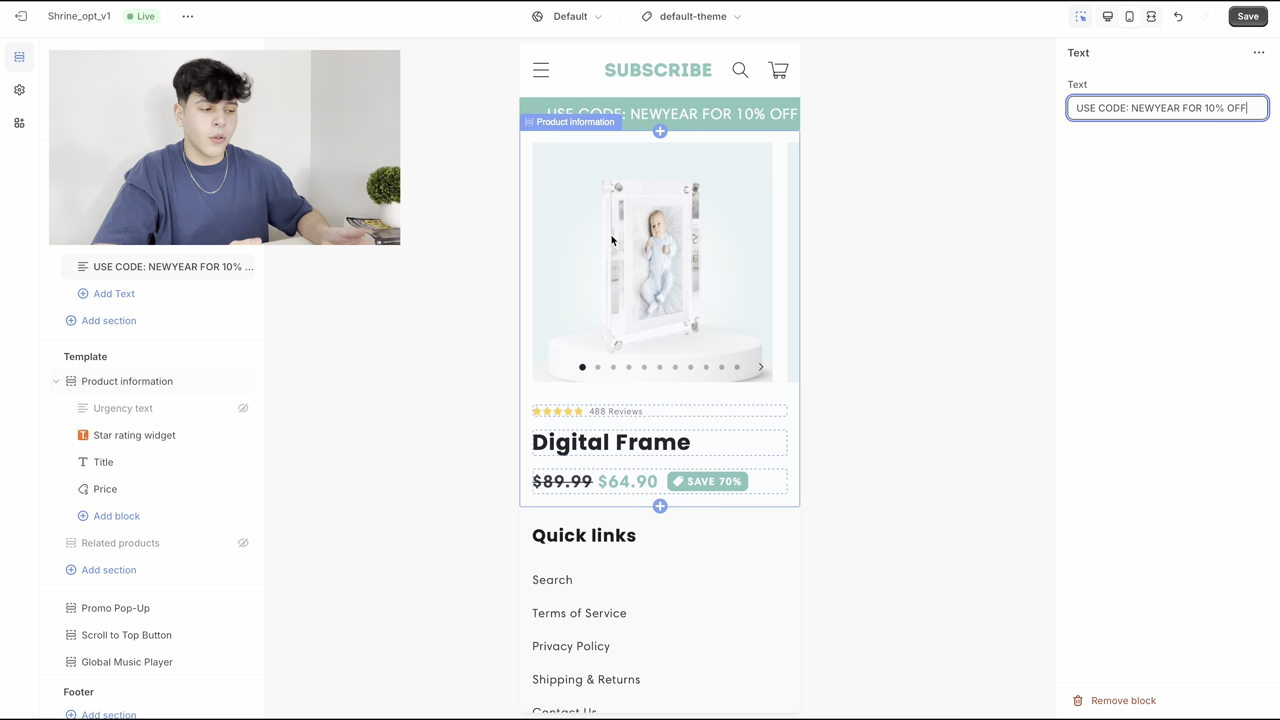 Shrine_opt_v1
Live
Default
default-theme
Save
USE CODE: NEWYEAR FOR 10% ...
Add Text
Add section
Template
Product information
Urgency text
Star rating widget
Title
Price
Add block
Related products
Add section
Promo Pop-Up
Scroll to Top Button
Global Music Player
Footer
Add section
SUBSCRIBE
USE CODE: NEWYEAR FOR 10% OFF
Product information
488 Reviews
Digital Frame
$89.99 $64.90 SAVE 70%
Quick links
Search
Terms of Service
Privacy Policy
Shipping & Returns
Contact Us
Text
Text
USE CODE: NEWYEAR FOR 10% OFF
Remove block